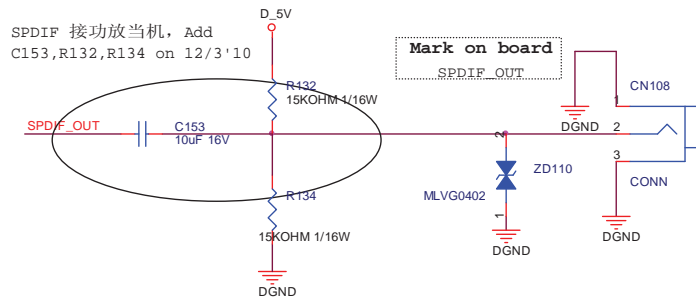 D_5V
SPDIF 接功放当机, Add
C153,R132,R134 on 12/3'10
Mark on board
SPDIF_OUT
R132
15KOHM 1/16W
CN108
1
DGND
SPDIF_OUT
C153
10uF 16V
2
2
ZD110
3
MLVG0402
CONN
R134
1
15KOHM 1/16W
DGND
DGND
DGND